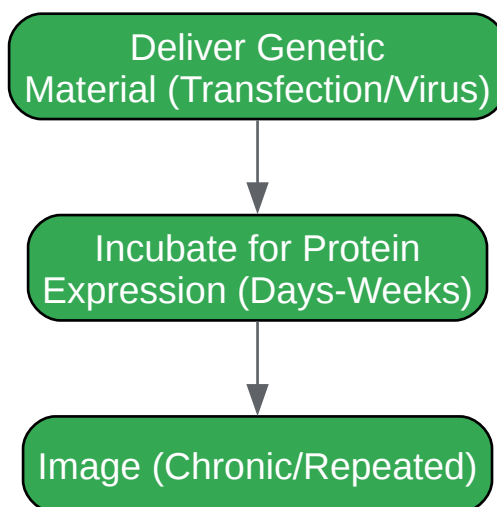 Deliver Genetic
Material (Transfection/Virus)
Incubate for Protein
Expression (Days-Weeks)
Image (Chronic/Repeated)